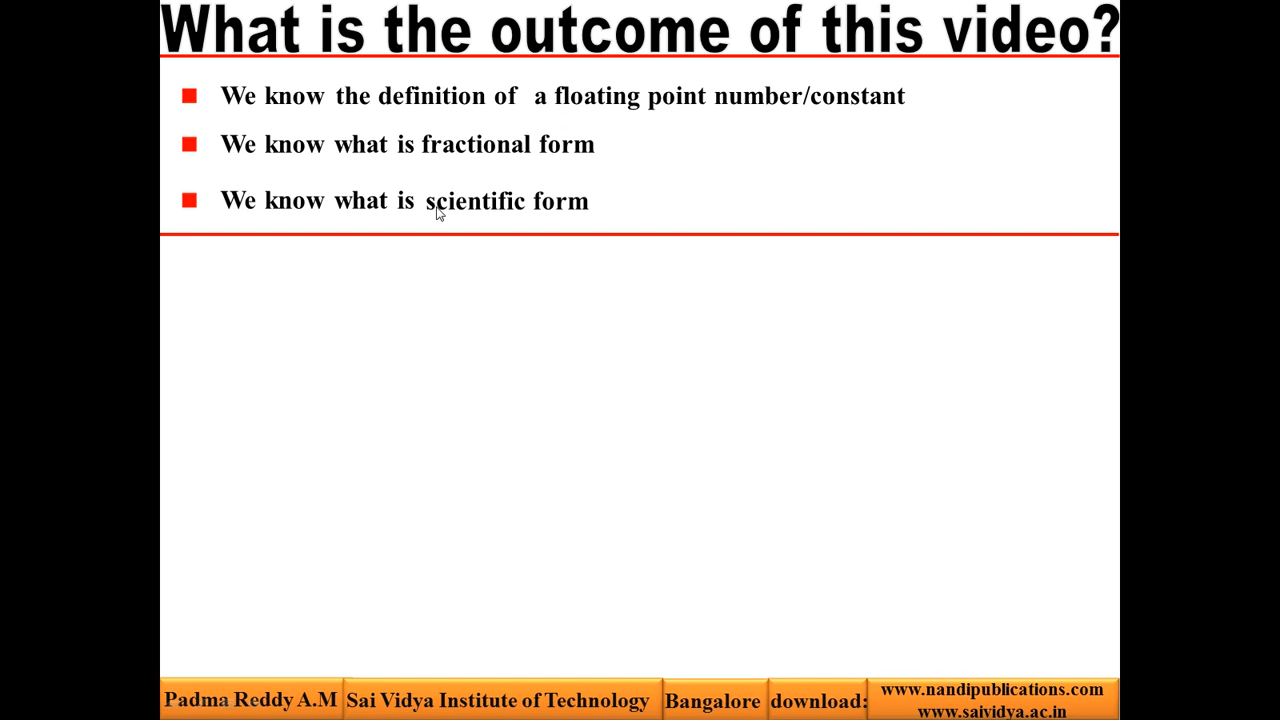 What is the outcome of this video?
We know the definition of a floating point number/constant
We know what is fractional form
We know what is scientific form
Padma Reddy A.M Sai Vidya Institute of Technology Bangalore download: www.nandipublications.com
www.saividya.ac.in